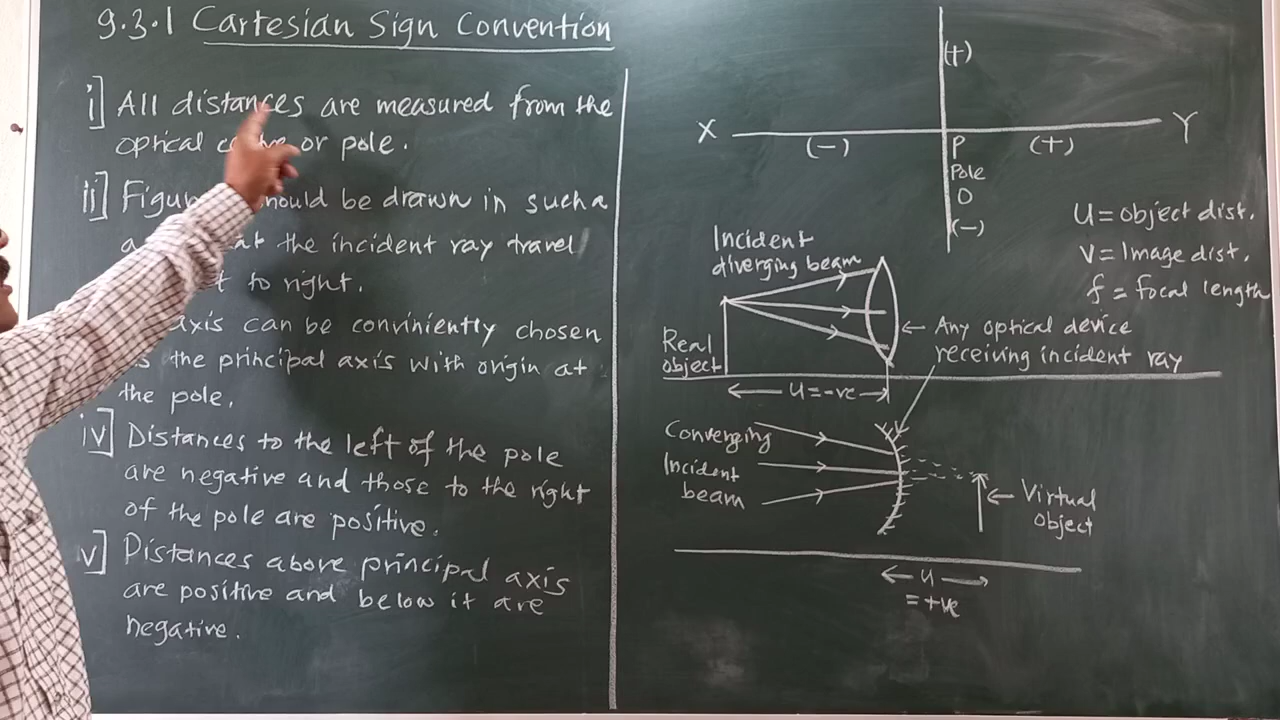 9.3.1 Cartesian Sign Convention
i] All distances are measured from the
optical or pole.
ii] should be drawn in such a
the incident ray travel
to right.
axis can be conviniently chosen
the principal axis with origin at
the pole.
iv] Distances to the left of the pole
are negative and those to the right
of the pole are positive.
v] Distances above principal axis
are positive and below it are
negative.
(+)
X Y
(-) P (+)
Pole
O
(-)
u = object dist.
v = Image dist.
f = focal length
Incident
diverging beam
Real
object
← Any optical device
receiving incident ray
← u = -ve →
Converging
Incident
beam
← Virtual
object
← u →
= +ve